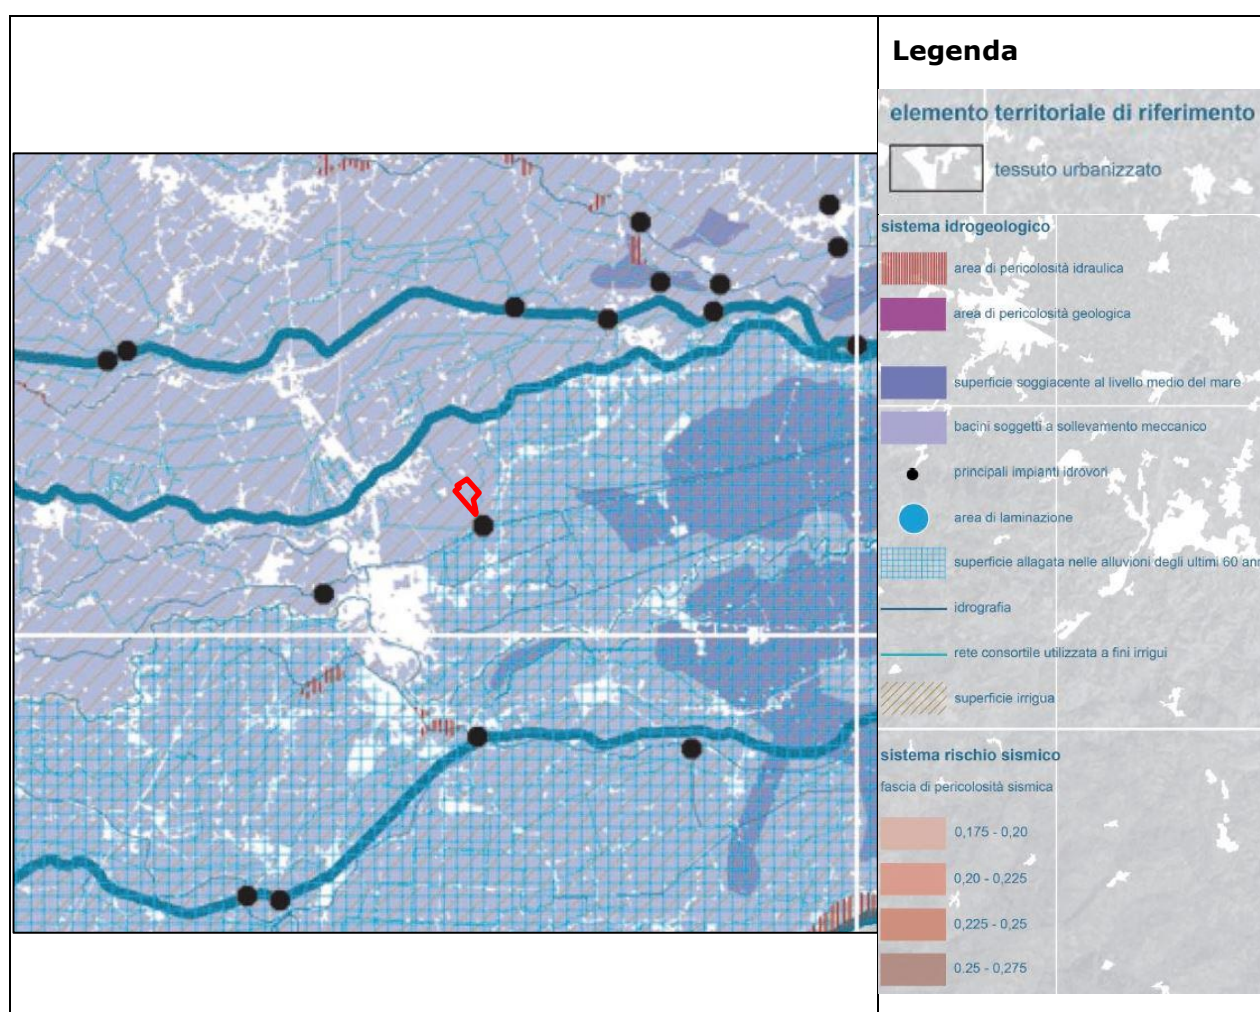 Legenda
elemento territoriale di riferimento
tessuto urbanizzato
sistema idrogeologico
area di pericolosità idraulica
area di pericolosità geologica
superficie soggiacente al livello medio del mare
bacini soggetti a sollevamento meccanico
principali impianti idrovori
area di laminazione
superficie allagata nelle alluvioni degli ultimi 60 ann
idrografia
rete consortile utilizzata a fini irrigui
superficie irrigua
sistema rischio sismico
fascia di pericolosità sismica
0,175 - 0,20
0,20 - 0,225
0,225 - 0,25
0.25 - 0,275